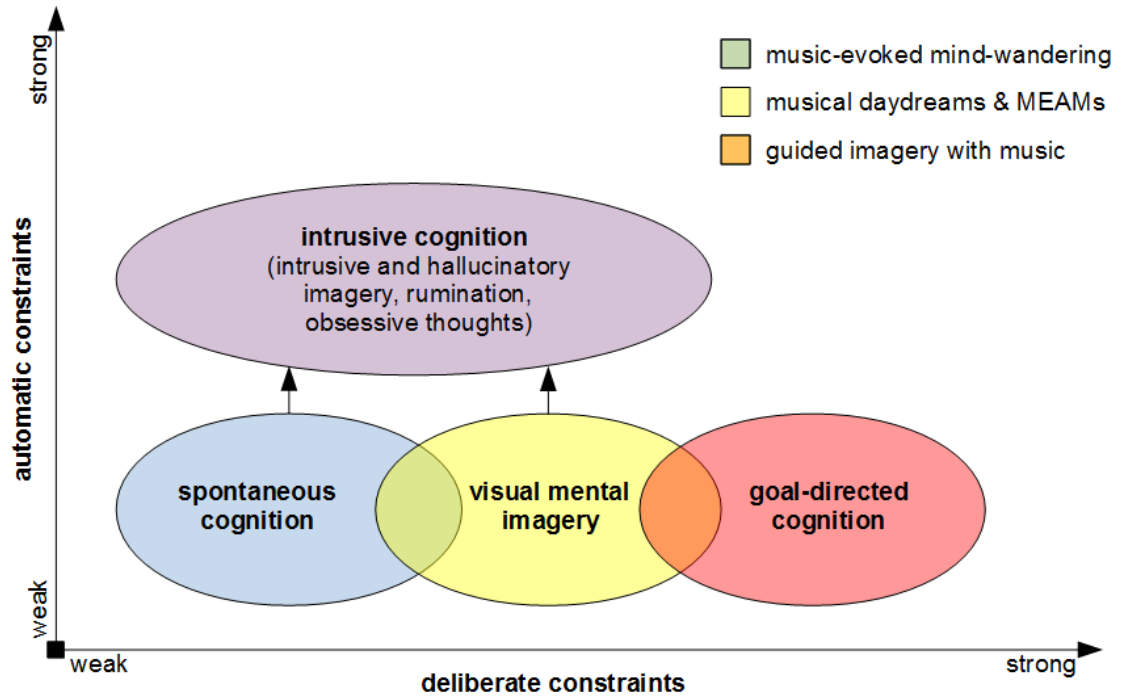 strong
music-evoked mind-wandering
musical daydreams & MEAMs
guided imagery with music
automatic constraints
intrusive cognition
(intrusive and hallucinatory
imagery, rumination,
obsessive thoughts)
spontaneous
cognition
visual mental
imagery
goal-directed
cognition
weak
weak
strong
deliberate constraints